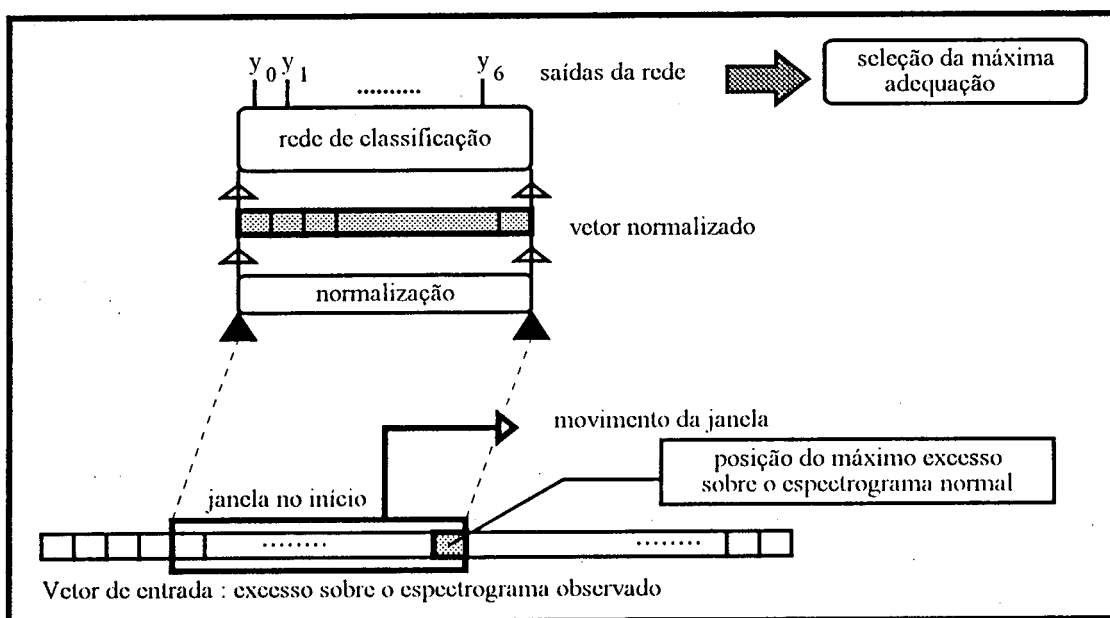 y0 y1 y6
..........
saídas da rede
seleção da máxima
adequação
rede de classificação
vetor normalizado
normalização
movimento da janela
posição do máximo excesso
sobre o espectrograma normal
janela no início
........
........
Vetor de entrada : excesso sobre o espectrograma observado